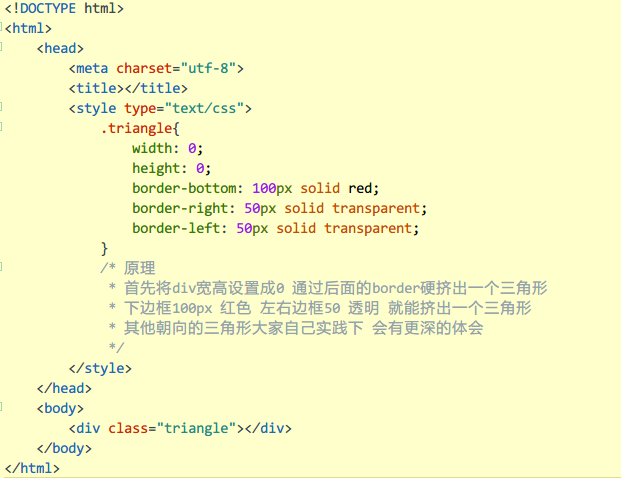 <!DOCTYPE html>
<html>
<head>
<meta charset="utf-8">
<title></title>
<style type="text/css">
.triangle{
width: 0;
height: 0;
border-bottom: 100px solid red;
border-right: 50px solid transparent;
border-left: 50px solid transparent;
}
/* 原理
* 首先将div宽高设置成0 通过后面的border硬挤出一个三角形
* 下边框100px 红色 左右边框50 透明 就能挤出一个三角形
* 其他朝向的三角形大家自己实践下 会有更深的体会
*/
</style>
</head>
<body>
<div class="triangle"></div>
</body>
</html>